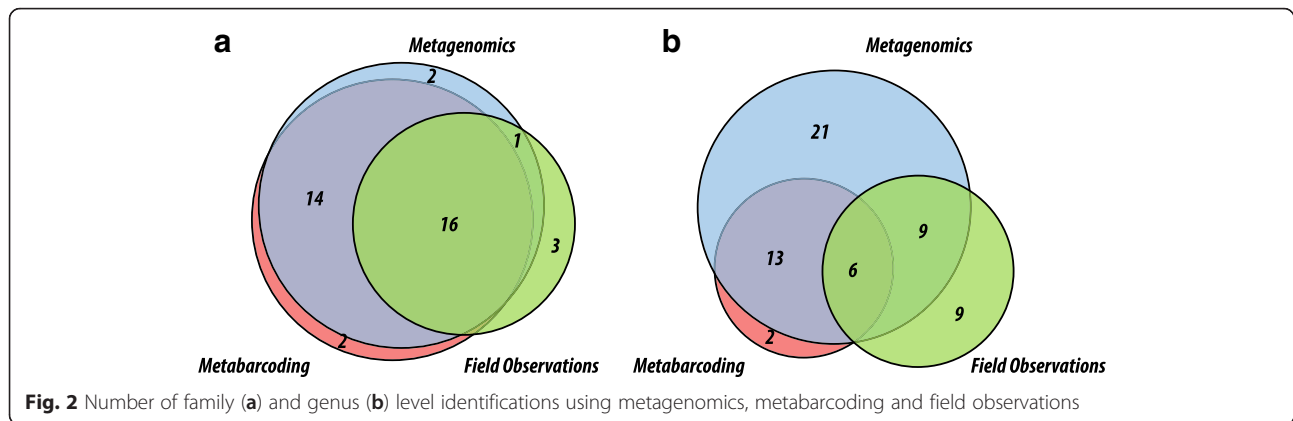 a
Metagenomics
2
1
14
16
3
2
Metabarcoding
Field Observations
b
Metagenomics
21
9
13
6
9
2
Metabarcoding
Field Observations
Fig. 2 Number of family (a) and genus (b) level identifications using metagenomics, metabarcoding and field observations